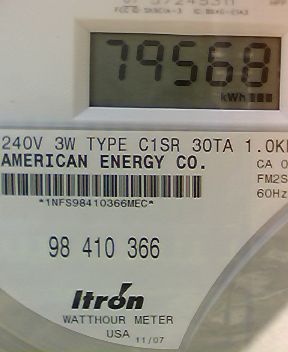 79568
kWh
240V 3W TYPE C1SR 30TA 1.0K
AMERICAN ENERGY CO.
CA 0
FM2S
60Hz
*1NFS98410366MEC*
98 410 366
Itron
WATTHOUR METER
USA 11/07